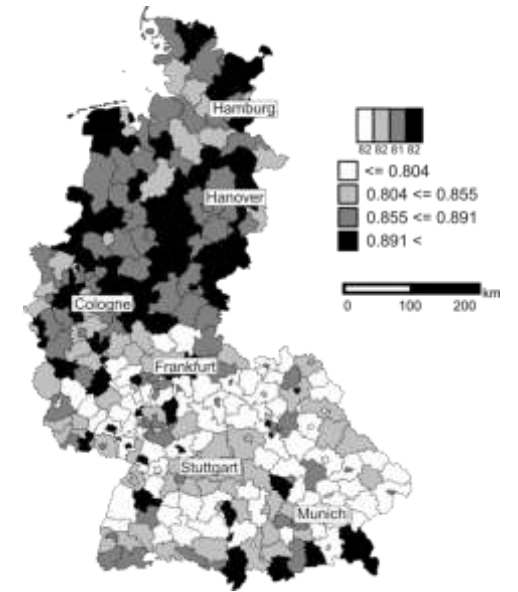 Hamburg
82 82 81 82
<= 0.804
0.804 <= 0.855
Hanover
0.855 <= 0.891
0.891 <
km
0 100 200
Cologne
Frankfurt
Stuttgart
Munich